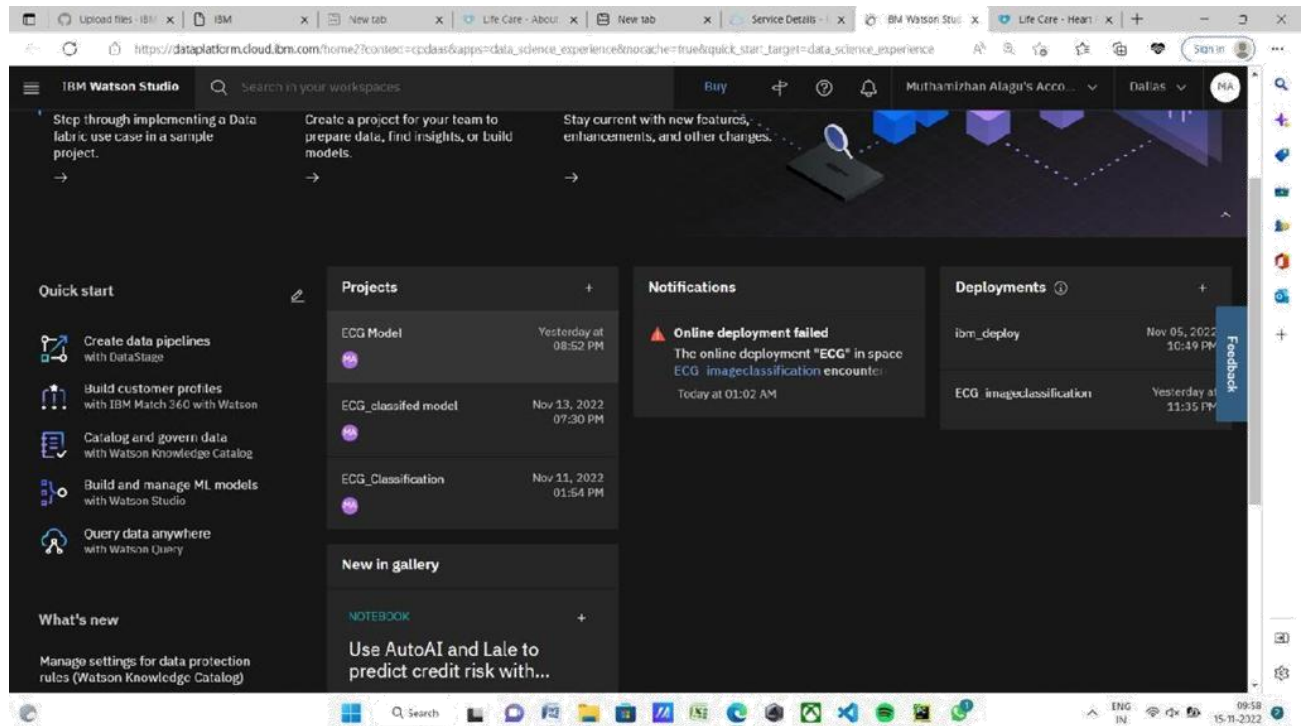 Upload files - IBM
IBM
New tab
Life Care - About
New tab
Service Details - I
IBM Watson Stud
Life Care - Heart
https://dataplatform.cloud.ibm.com/home2?context=cpdaas&apps=data_science_experience&nocache=true&quick_start_target=data_science_experience
Sign in
IBM Watson Studio
Search in your workspaces
Buy
Muthamizhan Alagu's Acco...
Dallas
MA
Step through implementing a Data
fabric use case in a sample
project.
Create a project for your team to
prepare data, find insights, or build
models.
Stay current with new features,
enhancements, and other changes.
Quick start
Create data pipelines
with DataStage
Build customer profiles
with IBM Match 360 with Watson
Catalog and govern data
with Watson Knowledge Catalog
Build and manage ML models
with Watson Studio
Query data anywhere
with Watson Query
What's new
Manage settings for data protection
rules (Watson Knowledge Catalog)
Projects
ECG Model
Yesterday at
08:52 PM
MA
ECG_classifed model
Nov 13, 2022
07:30 PM
MA
ECG_Classification
Nov 11, 2022
01:54 PM
MA
New in gallery
NOTEBOOK
Use AutoAI and Lale to
predict credit risk with...
Notifications
Online deployment failed
The online deployment "ECG" in space
ECG_imageclassification encounte
Today at 01:02 AM
Deployments
ibm_deploy
Nov 05, 2022
10:49 PM
ECG_imageclassification
Yesterday at
11:35 PM
Feedback
Search
ENG
IN
09:58
15-11-2022